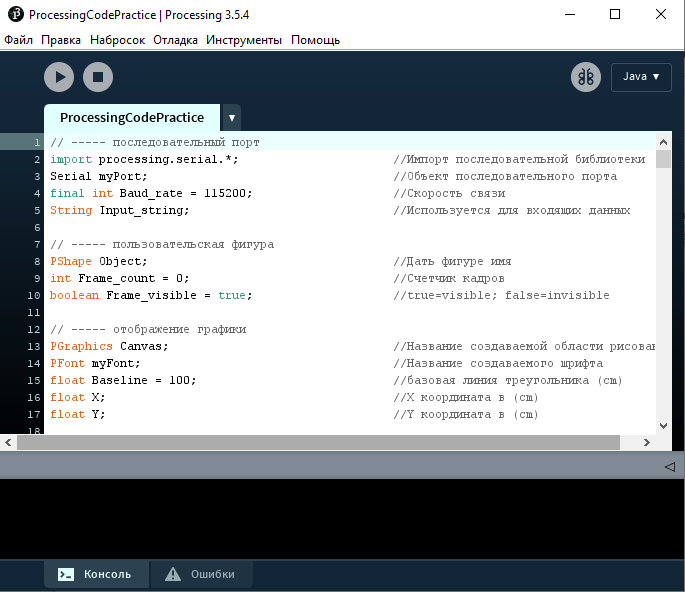 ProcessingCodePractice | Processing 3.5.4
Файл Правка Набросок Отладка Инструменты Помощь
Java ▼
ProcessingCodePractice ▼
1 // ----- последовательный порт
2 import processing.serial.*; //Импорт последовательной библиотеки
3 Serial myPort; //Объект последовательного порта
4 final int Baud_rate = 115200; //Скорость связи
5 String Input_string; //Используется для входящих данных
6
7 // ----- пользовательская фигура
8 PShape Object; //Дать фигуре имя
9 int Frame_count = 0; //Счетчик кадров
10 boolean Frame_visible = true; //true=visible; false=invisible
11
12 // ----- отображение графики
13 PGraphics Canvas; //Название создаваемой области рисован
14 PFont myFont; //Название создаваемого шрифта
15 float Baseline = 100; //базовая линия треугольника (cm)
16 float X; //X координата в (cm)
17 float Y; //Y координата в (cm)
18
Консоль Ошибки